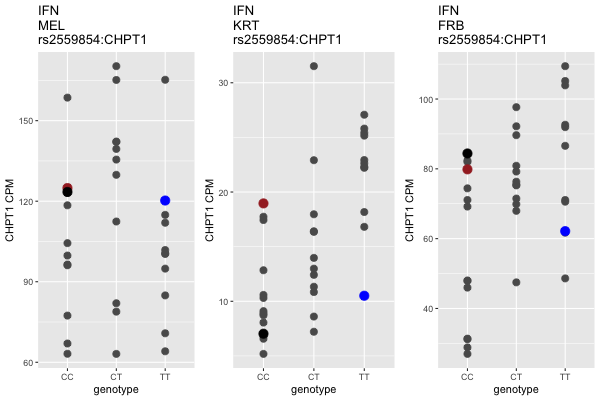 IFN
MEL
rs2559854:CHPT1
150
120
90
60
CHPT1 CPM
CC
CT
TT
genotype
IFN
KRT
rs2559854:CHPT1
30
20
10
CHPT1 CPM
CC
CT
TT
genotype
IFN
FRB
rs2559854:CHPT1
100
80
60
40
CHPT1 CPM
CC
CT
TT
genotype